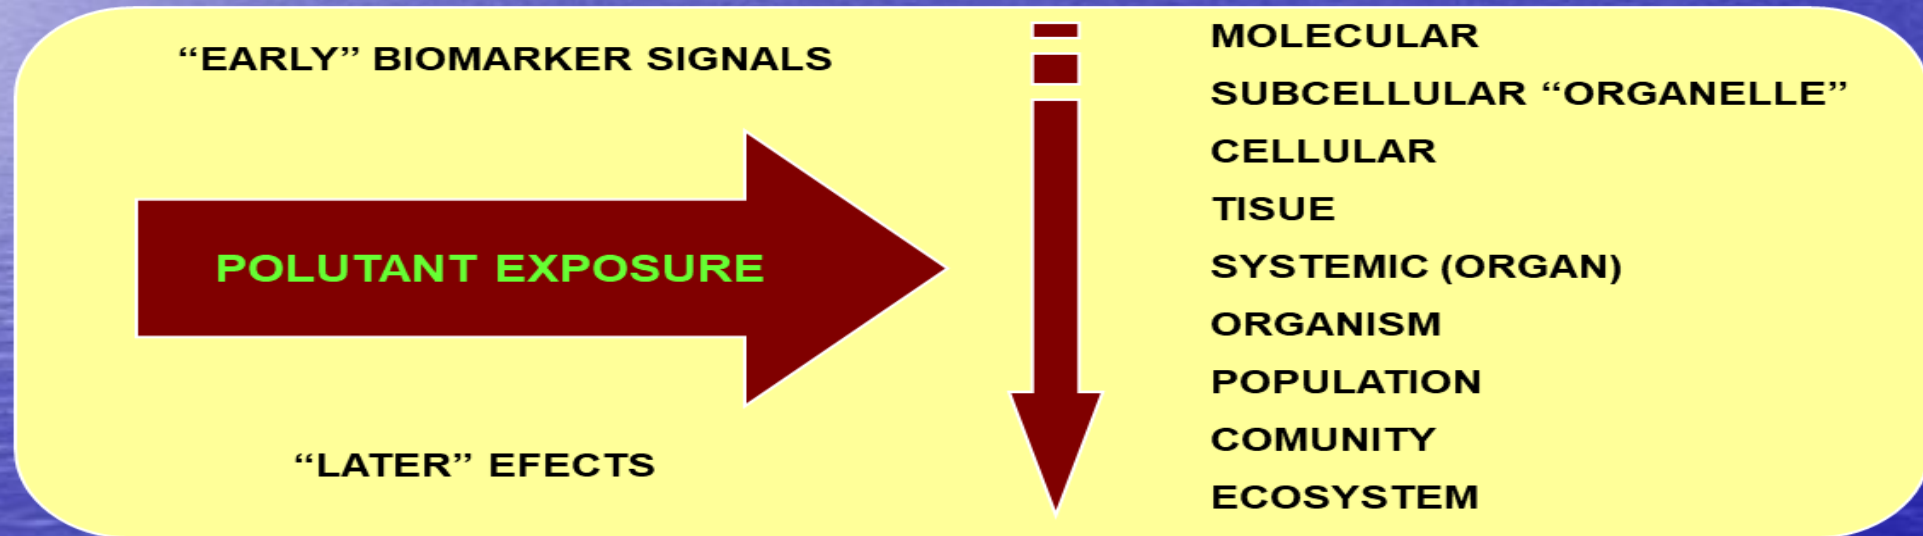 “EARLY” BIOMARKER SIGNALS
POLUTANT EXPOSURE
“LATER” EFECTS
MOLECULAR
SUBCELLULAR “ORGANELLE”
CELLULAR
TISUE
SYSTEMIC (ORGAN)
ORGANISM
POPULATION
COMUNITY
ECOSYSTEM